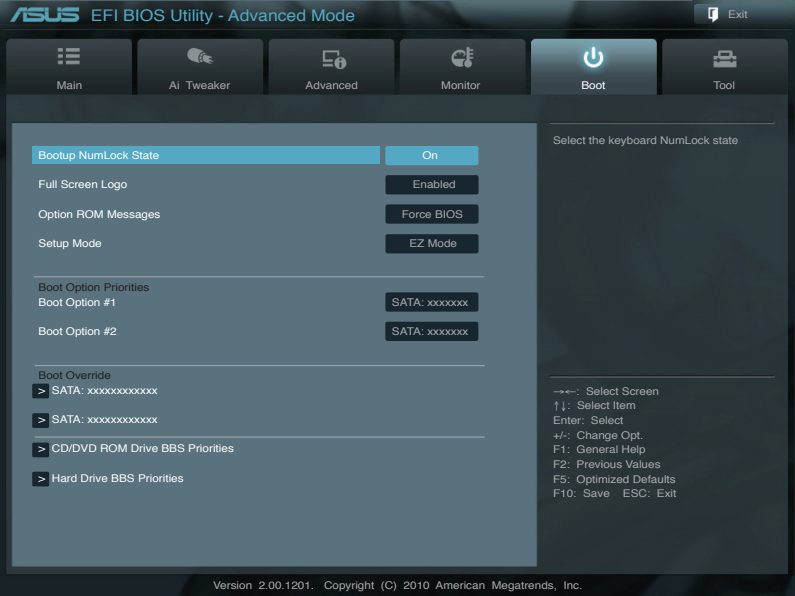 ASUS EFI BIOS Utility - Advanced Mode
Exit
Main
Ai Tweaker
Advanced
Monitor
Boot
Tool
Bootup NumLock State
On
Full Screen Logo
Enabled
Option ROM Messages
Force BIOS
Setup Mode
EZ Mode
Boot Option Priorities
Boot Option #1
SATA: xxxxxxx
Boot Option #2
SATA: xxxxxxx
Boot Override
> SATA: xxxxxxxxxxxx
> SATA: xxxxxxxxxxxx
> CD/DVD ROM Drive BBS Priorities
> Hard Drive BBS Priorities
Select the keyboard NumLock state
→←: Select Screen
↑↓: Select Item
Enter: Select
+/-: Change Opt.
F1: General Help
F2: Previous Values
F5: Optimized Defaults
F10: Save ESC: Exit
Version 2.00.1201. Copyright (C) 2010 American Megatrends, Inc.